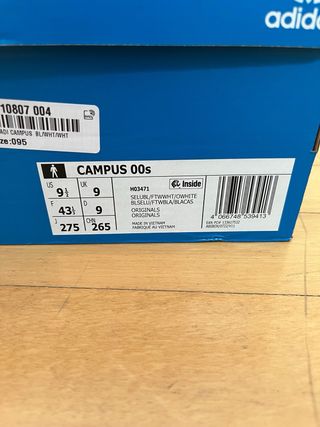 adidas
10807 004
ADI CAMPUS BL/WHT/WHT
ze:095
CAMPUS 00s
US 9½ UK 9
F 43⅓ D 9
J 275 CHN 265
H03471
Inside
SELUBL/FTWWHT/OWHITE
BLSELU/FTWBLA/BLACAS
ORIGINALS
ORIGINALS
MADE IN VIETNAM
FABRIQUÉ AU VIETNAM
4 066748 539413